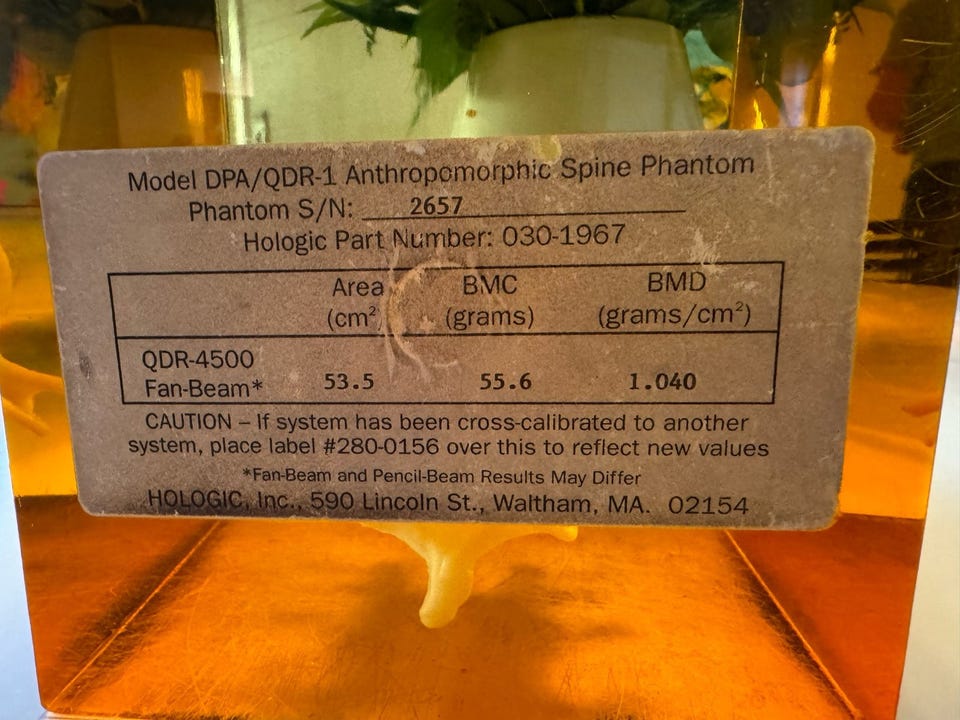 Model DPA/QDR-1 Anthropomorphic Spine Phantom
Phantom S/N: 2657
Hologic Part Number: 030-1967
Area BMC BMD
(cm²) (grams) (grams/cm²)
QDR-4500
Fan-Beam* 53.5 55.6 1.040
CAUTION – If system has been cross-calibrated to another
system, place label #280-0156 over this to reflect new values
*Fan-Beam and Pencil-Beam Results May Differ
HOLOGIC, Inc., 590 Lincoln St., Waltham, MA. 02154